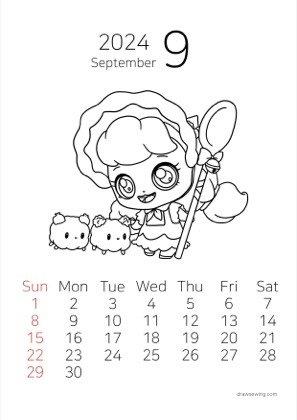 2024 9
September
Sun Mon Tue Wed Thu Fri Sat
1 2 3 4 5 6 7
8 9 10 11 12 13 14
15 16 17 18 19 20 21
22 23 24 25 26 27 28
29 30
draweewing.com